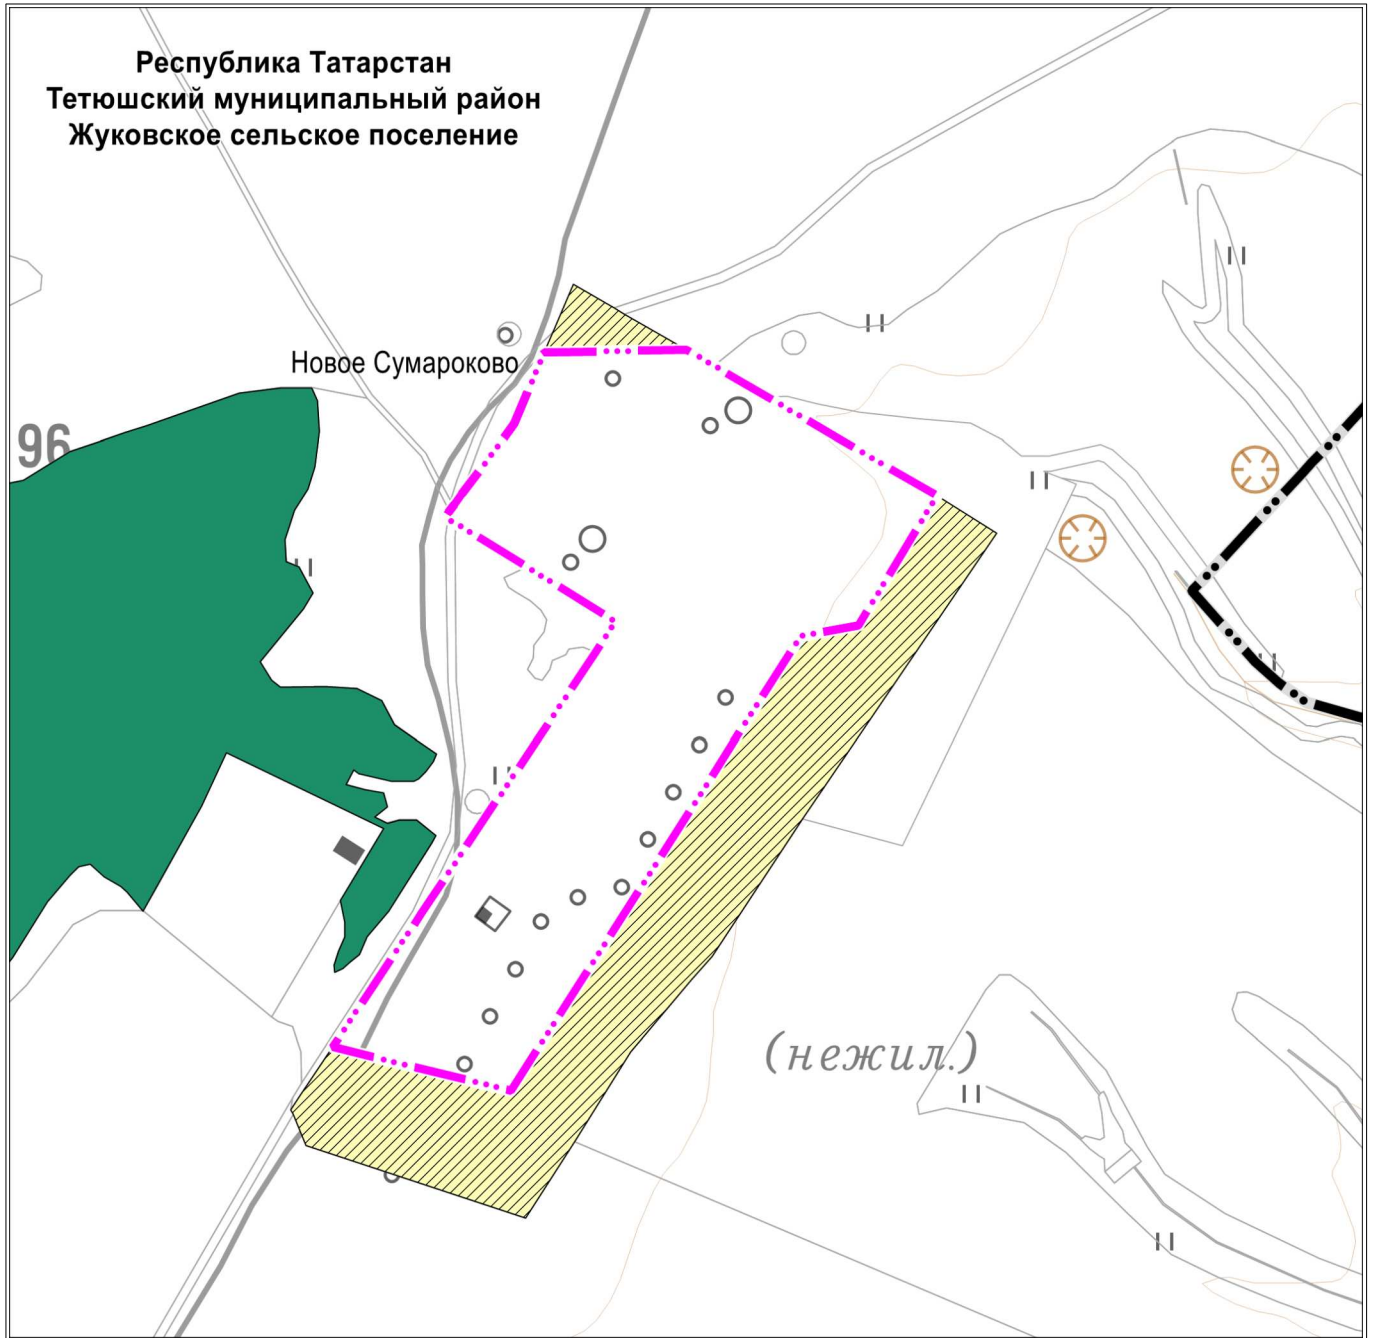 Республика Татарстан
Тетюшский муниципальный район
Жуковское сельское поселение
Новое Сумароково
96
(нежил.)